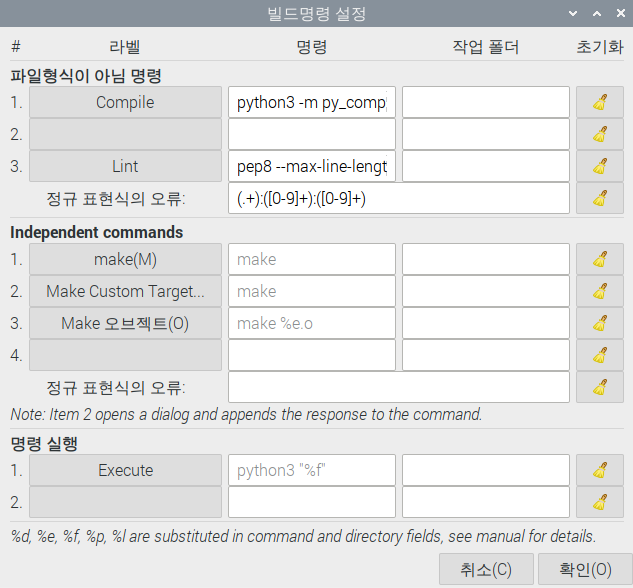 빌드명령 설정
# 라벨 명령 작업 폴더 초기화
파일형식이 아님 명령
1. Compile python3 -m py_comp
2.
3. Lint pep8 --max-line-lengt
정규 표현식의 오류: (.+):([0-9]+):([0-9]+)
Independent commands
1. make(M) make
2. Make Custom Target... make
3. Make 오브젝트(O) make %e.o
4.
정규 표현식의 오류:
Note: Item 2 opens a dialog and appends the response to the command.
명령 실행
1. Execute python3 "%f"
2.
%d, %e, %f, %p, %l are substituted in command and directory fields, see manual for details.
취소(C) 확인(O)